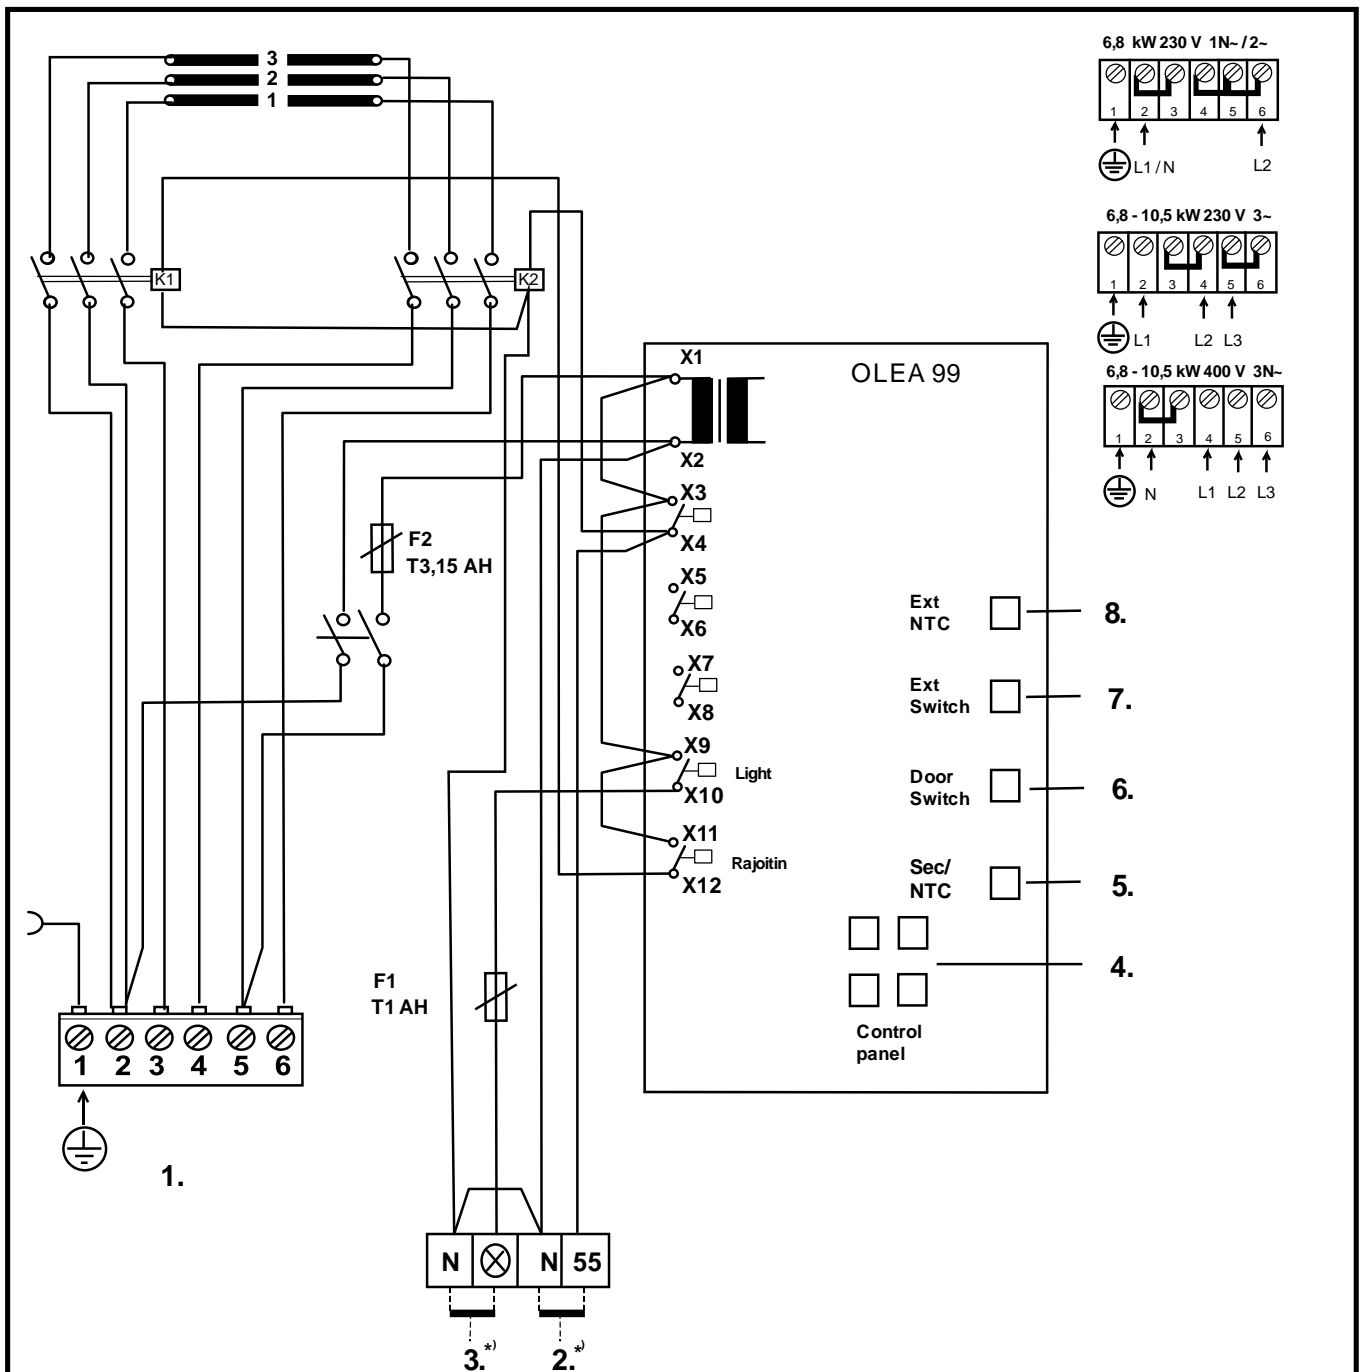 3
2
1
6,8 kW 230 V 1N~ / 2~
1 2 3 4 5 6
L1 / N L2
6,8 - 10,5 kW 230 V 3~
1 2 3 4 5 6
L1 L2 L3
6,8 - 10,5 kW 400 V 3N~
1 2 3 4 5 6
N L1 L2 L3
K1
K2
OLEA 99
X1
X2
X3
X4
X5
X6
X7
X8
X9
Light
X10
X11
Rajoitin
X12
F2
T3,15 AH
Ext
NTC
8.
Ext
Switch
7.
Door
Switch
6.
Sec/
NTC
5.
4.
Control
panel
F1
T1 AH
1 2 3 4 5 6
1.
N N 55
3.*)
2.*)